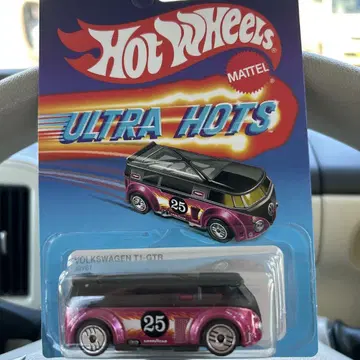 Hot Wheels
MATTEL
ULTRA HOTS
25
VOLKSWAGEN T1-GTR
25